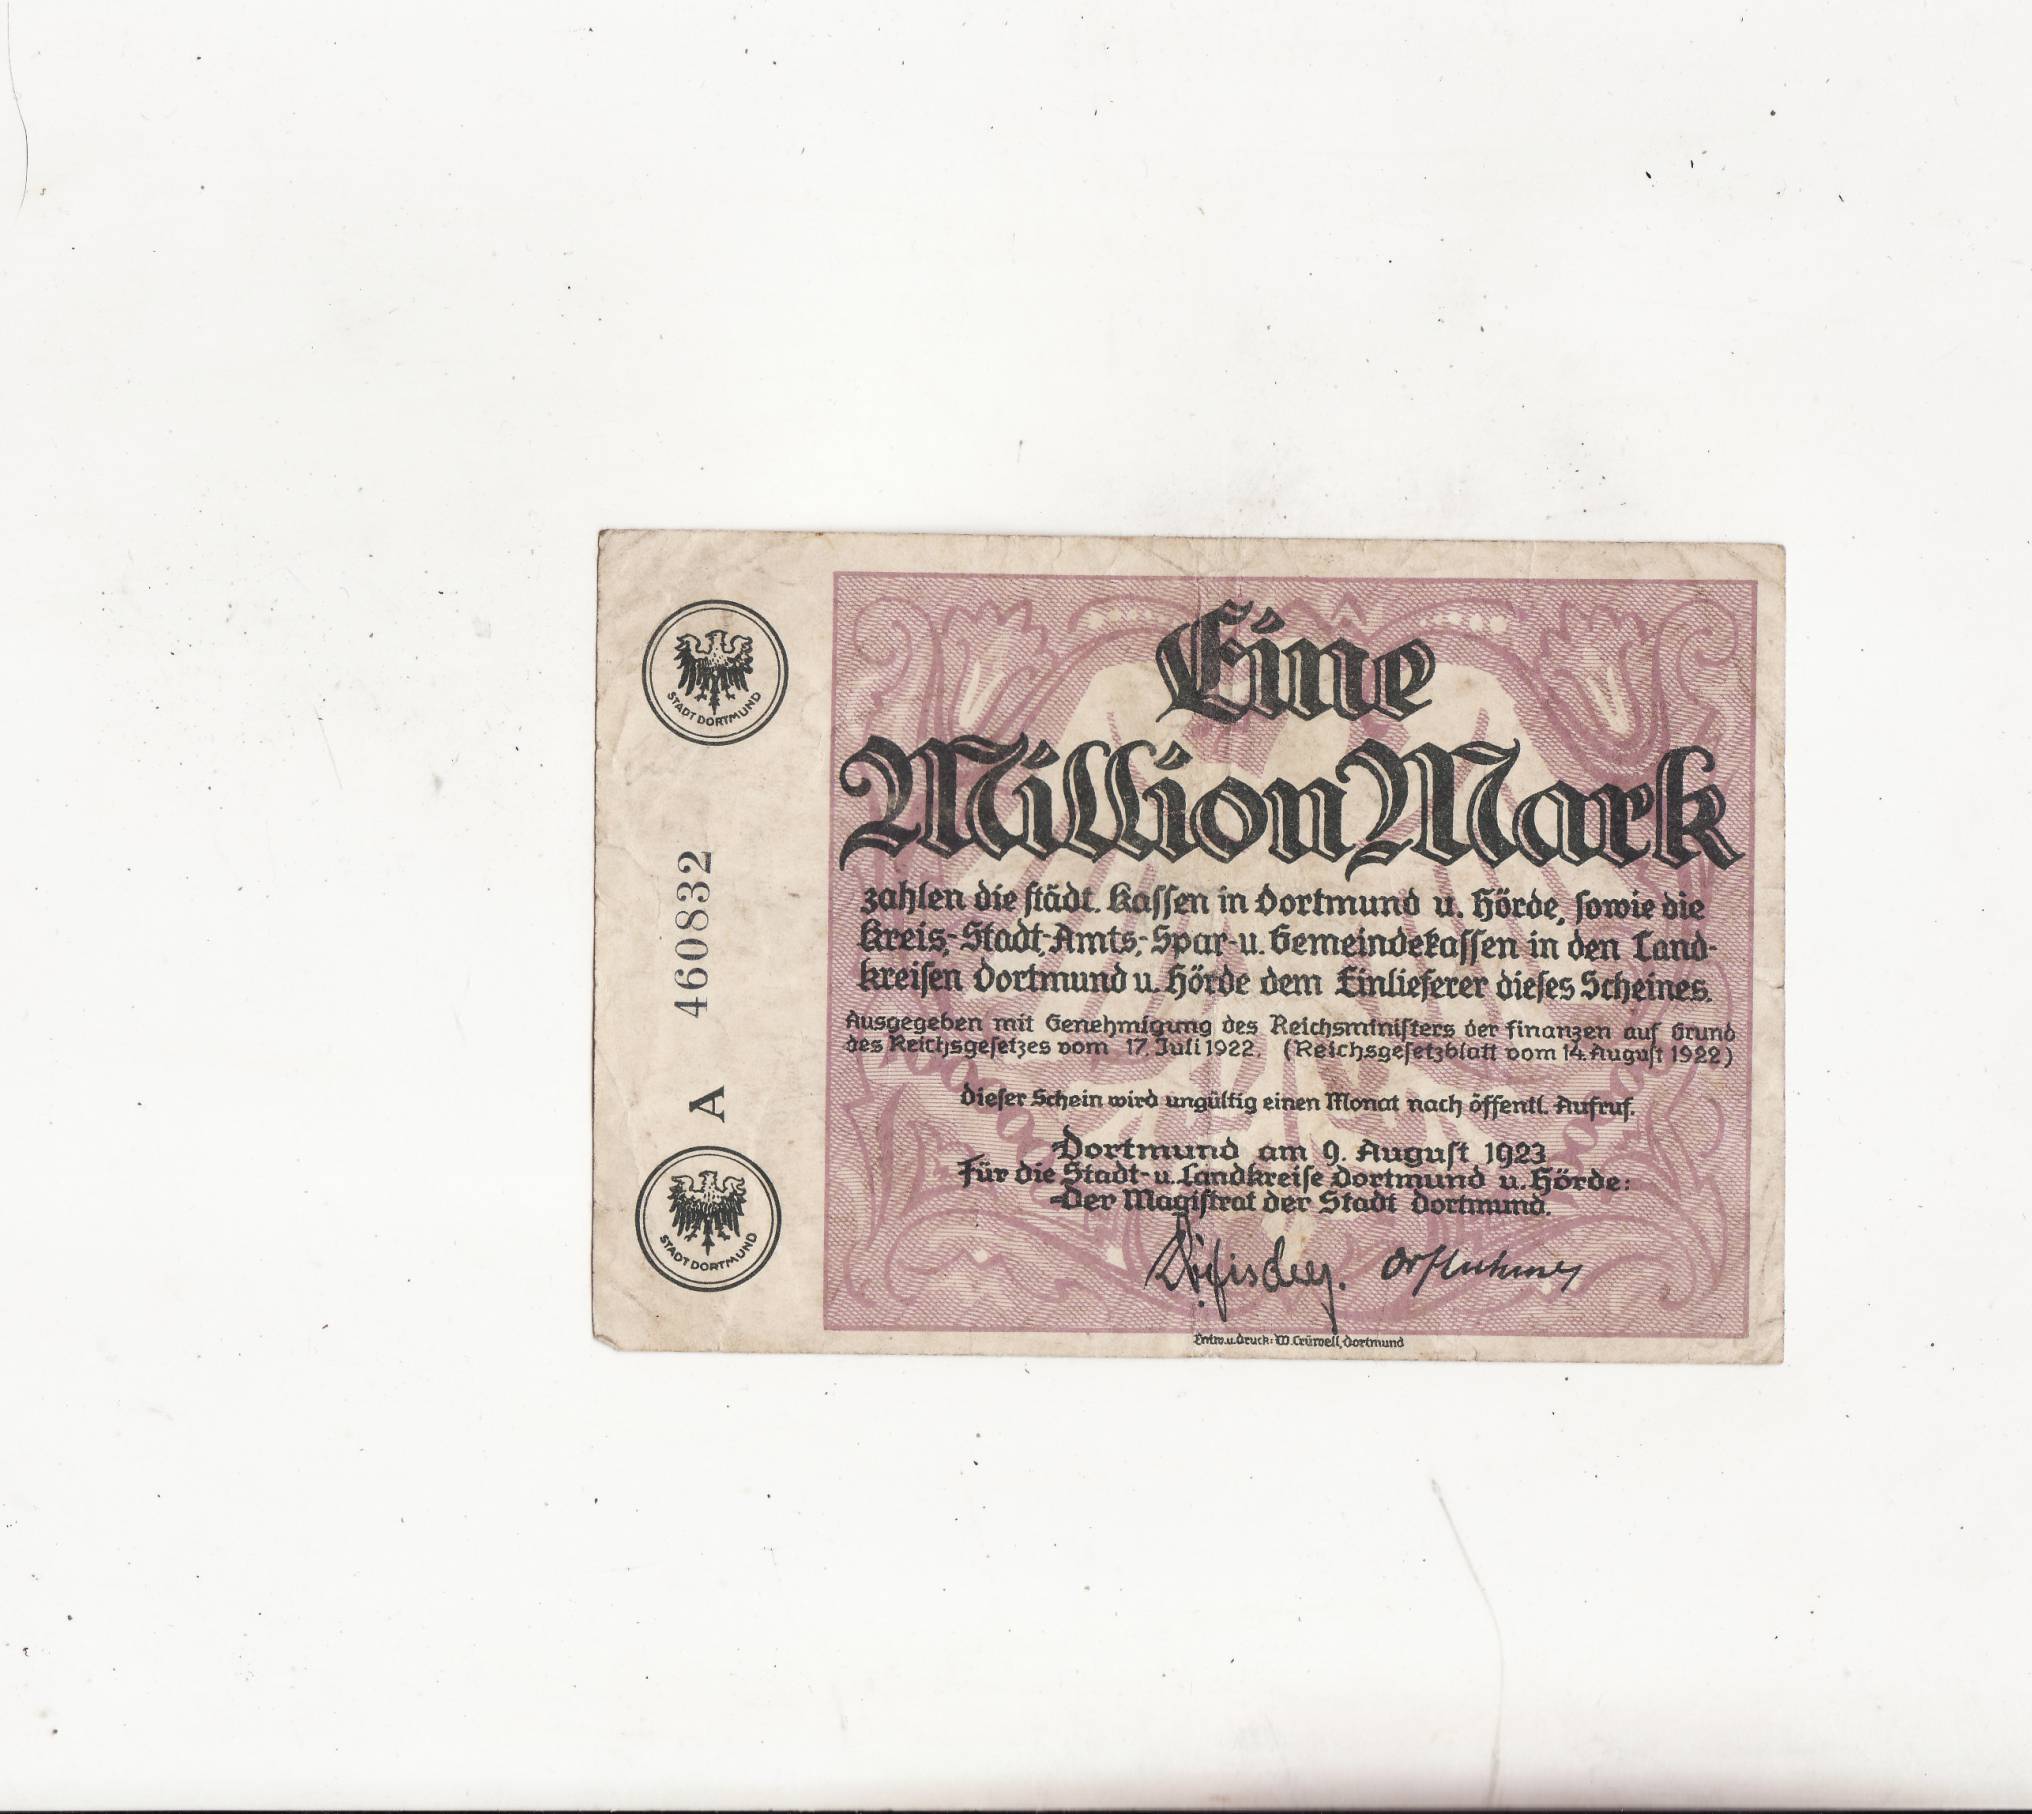 STADT DORTMUND
A 460832
STADT DORTMUND
Eine
Million Mark
zahlen die städt. Kassen in Dortmund u. Hörde, sowie die
Kreis-, Stadt-, Amts-, Spar- u. Gemeindekassen in den Land-
kreisen Dortmund u. Hörde dem Einlieferer dieses Scheines.
Ausgegeben mit Genehmigung des Reichsministers der Finanzen auf Grund
des Reichsgesetzes vom 17. Juli 1922. (Reichsgesetzblatt vom 14. August 1922)
Dieser Schein wird ungültig einen Monat nach öffentl. Aufruf.
Dortmund am 9. August 1923
Für die Stadt- u. Landkreise Dortmund u. Hörde:
Der Magistrat der Stadt Dortmund.
Entw. u. Druck: W. Crüwell, Dortmund